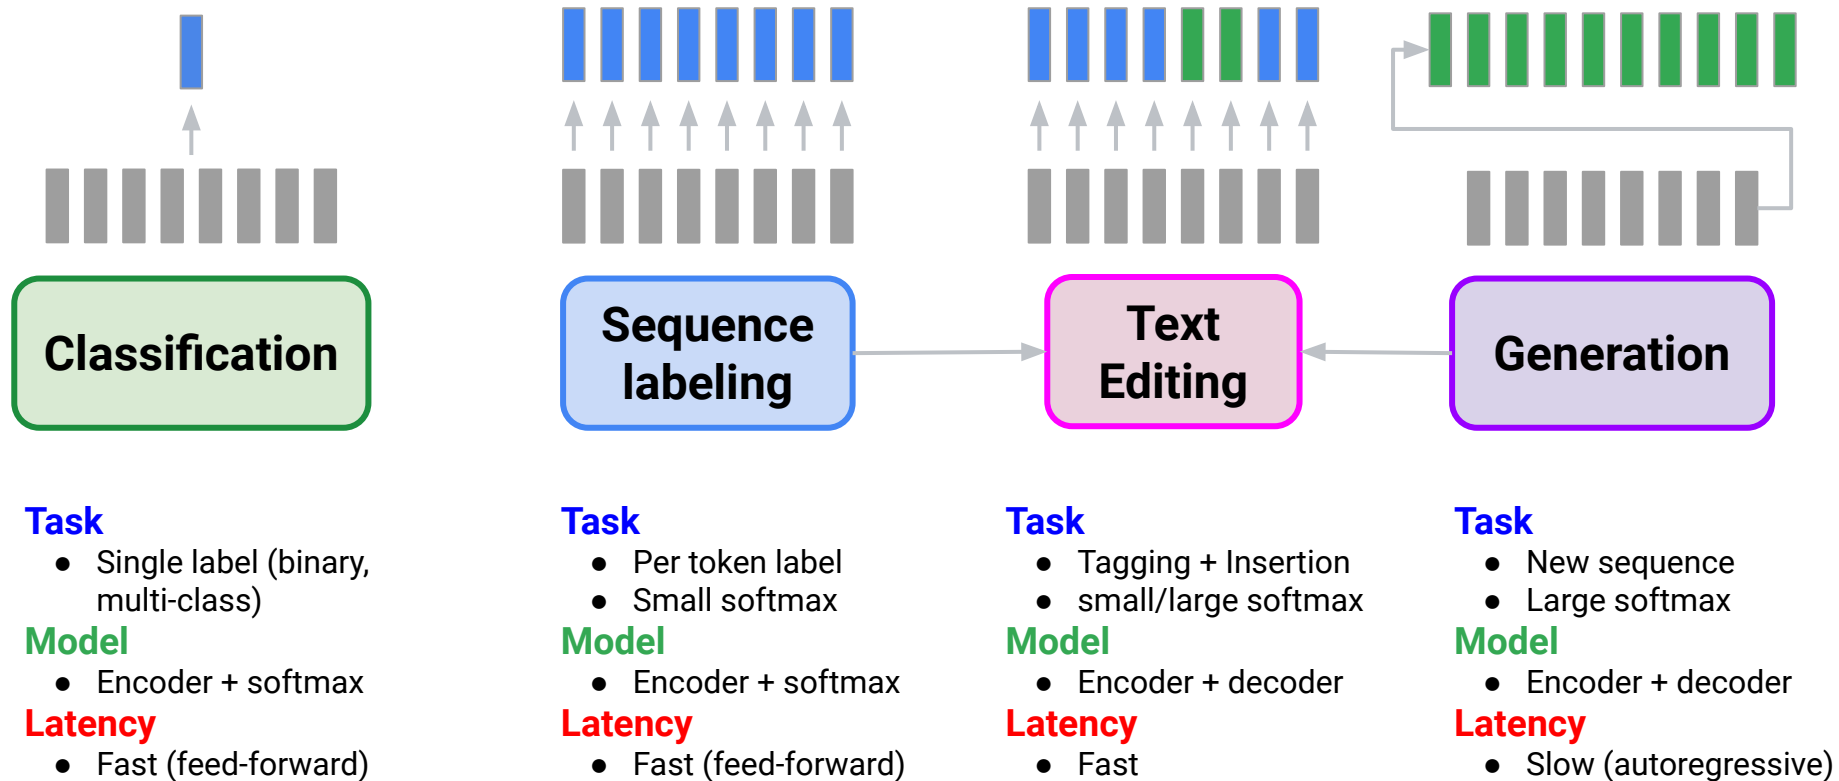 Classification
Sequence
labeling
Text
Editing
Generation
Task
● Single label (binary,
multi-class)
Model
● Encoder + softmax
Latency
● Fast (feed-forward)
Task
● Per token label
● Small softmax
Model
● Encoder + softmax
Latency
● Fast (feed-forward)
Task
● Tagging + Insertion
● small/large softmax
Model
● Encoder + decoder
Latency
● Fast
Task
● New sequence
● Large softmax
Model
● Encoder + decoder
Latency
● Slow (autoregressive)